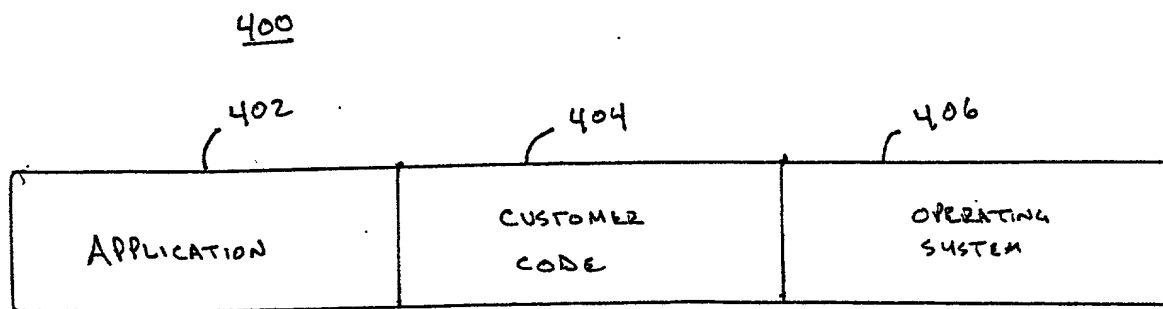 400
402
404
406
APPLICATION
CUSTOMER
CODE
OPERATING
SYSTEM